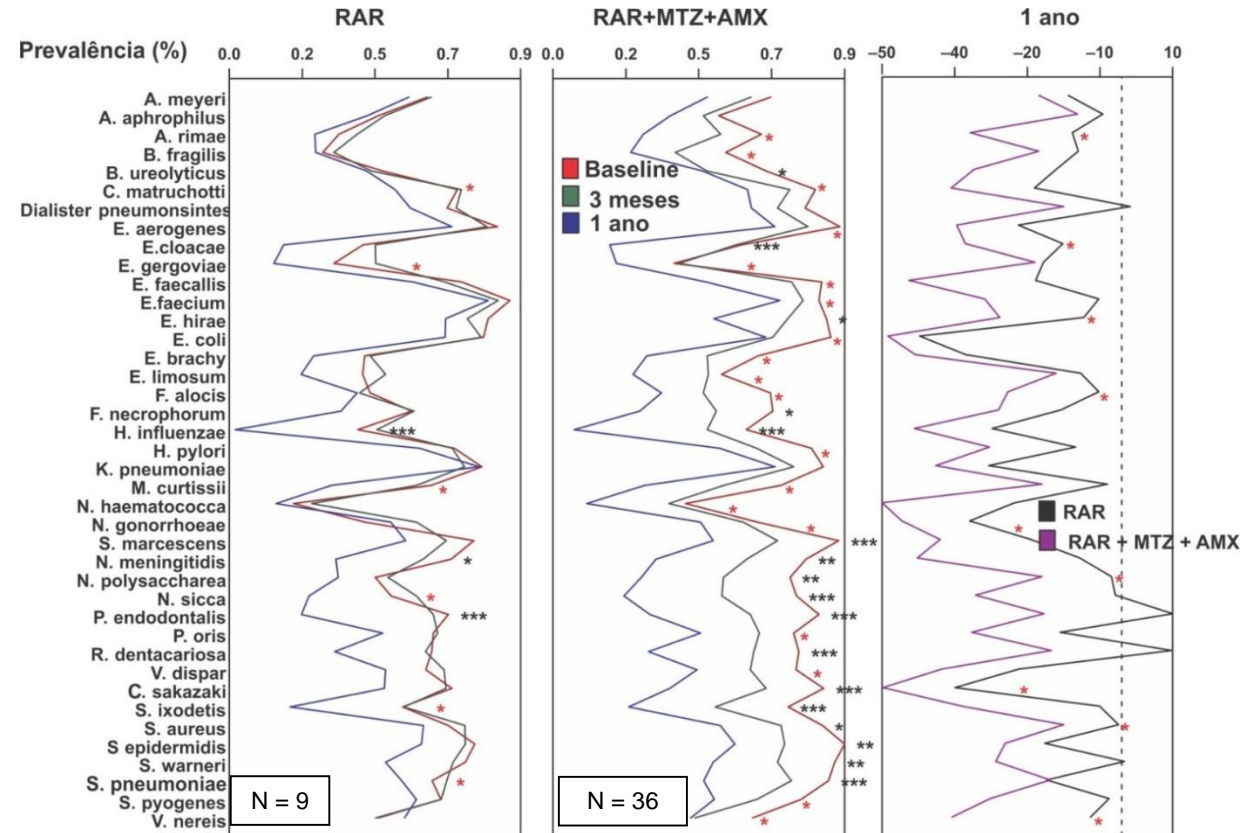 RAR RAR+MTZ+AMX 1 ano
Prevalência (%) 0.0 0.2 0.5 0.7 0.9 0.0 0.2 0.5 0.7 0.9 −50 −40 −20 −10 10
A. meyeri
A. aphrophilus
A. rimae * *
B. fragilis *
B. ureolyticus *
C. matruchotti * *
Dialister pneumonsintes
E. aerogenes *
E.cloacae *** *
E. gergoviae * *
E. faecallis *
E.faecium *
E. hirae * *
E. coli *
E. brachy *
E. limosum *
F. alocis * *
F. necrophorum *
H. influenzae *** ***
H. pylori *
K. pneumoniae
M. curtissii * *
N. haematococca *
N. gonorrhoeae * *
S. marcescens ***
N. meningitidis * **
N. polysaccharea ** *
N. sicca * ***
P. endodontalis *** ***
P. oris *
R. dentacariosa ***
V. dispar *
C. sakazaki *** *
S. ixodetis * ***
S. aureus * *
S epidermidis **
S. warneri **
S. pneumoniae * ***
S. pyogenes *
V. nereis * *
Baseline
3 meses
1 ano
RAR
RAR + MTZ + AMX
N = 9
N = 36